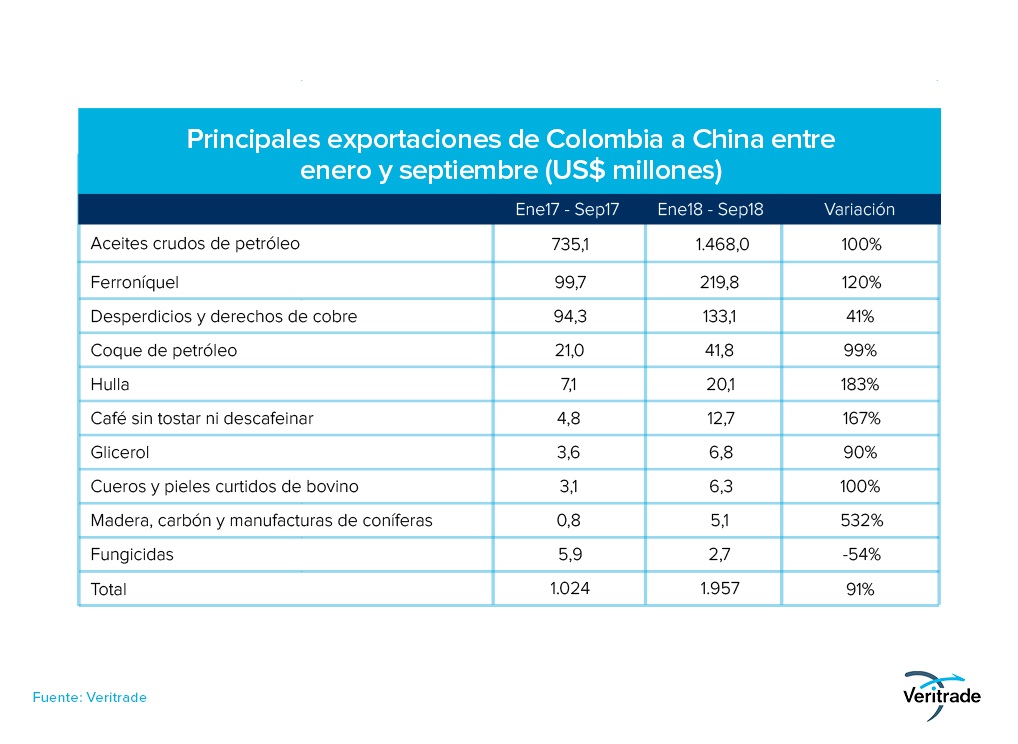 Principales exportaciones de Colombia a China entre
enero y septiembre (US$ millones)
Ene17 - Sep17 Ene18 - Sep18 Variación
Aceites crudos de petróleo 735,1 1.468,0 100%
Ferroníquel 99,7 219,8 120%
Desperdicios y derechos de cobre 94,3 133,1 41%
Coque de petróleo 21,0 41,8 99%
Hulla 7,1 20,1 183%
Café sin tostar ni descafeinar 4,8 12,7 167%
Glicerol 3,6 6,8 90%
Cueros y pieles curtidos de bovino 3,1 6,3 100%
Madera, carbón y manufacturas de coníferas 0,8 5,1 532%
Fungicidas 5,9 2,7 -54%
Total 1.024 1.957 91%
Fuente: Veritrade
Veritrade